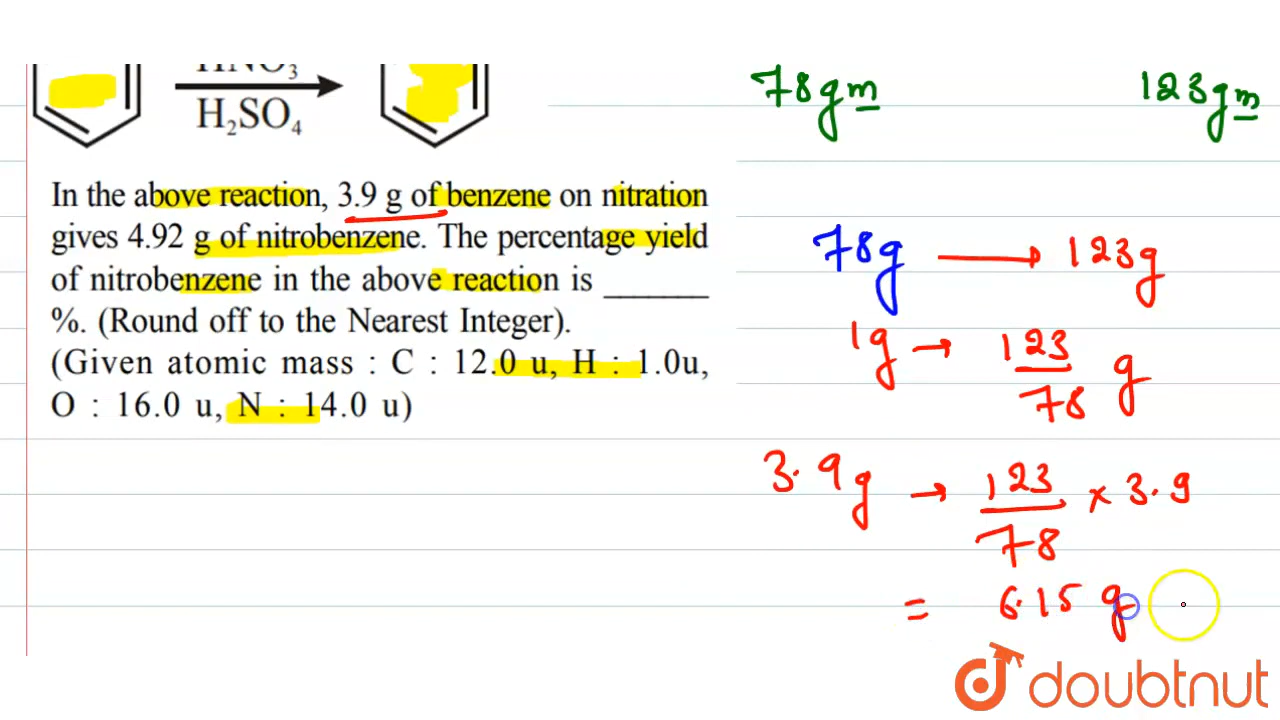 HNO3
H2SO4
In the above reaction, 3.9 g of benzene on nitration
gives 4.92 g of nitrobenzene. The percentage yield
of nitrobenzene in the above reaction is _______
%. (Round off to the Nearest Integer).
(Given atomic mass : C : 12.0 u, H : 1.0u,
O : 16.0 u, N : 14.0 u)
78gm 123gm
78g → 123g
1g → 123/78 g
3.9g → 123/78 × 3.9
= 6.15 g
doubtnut